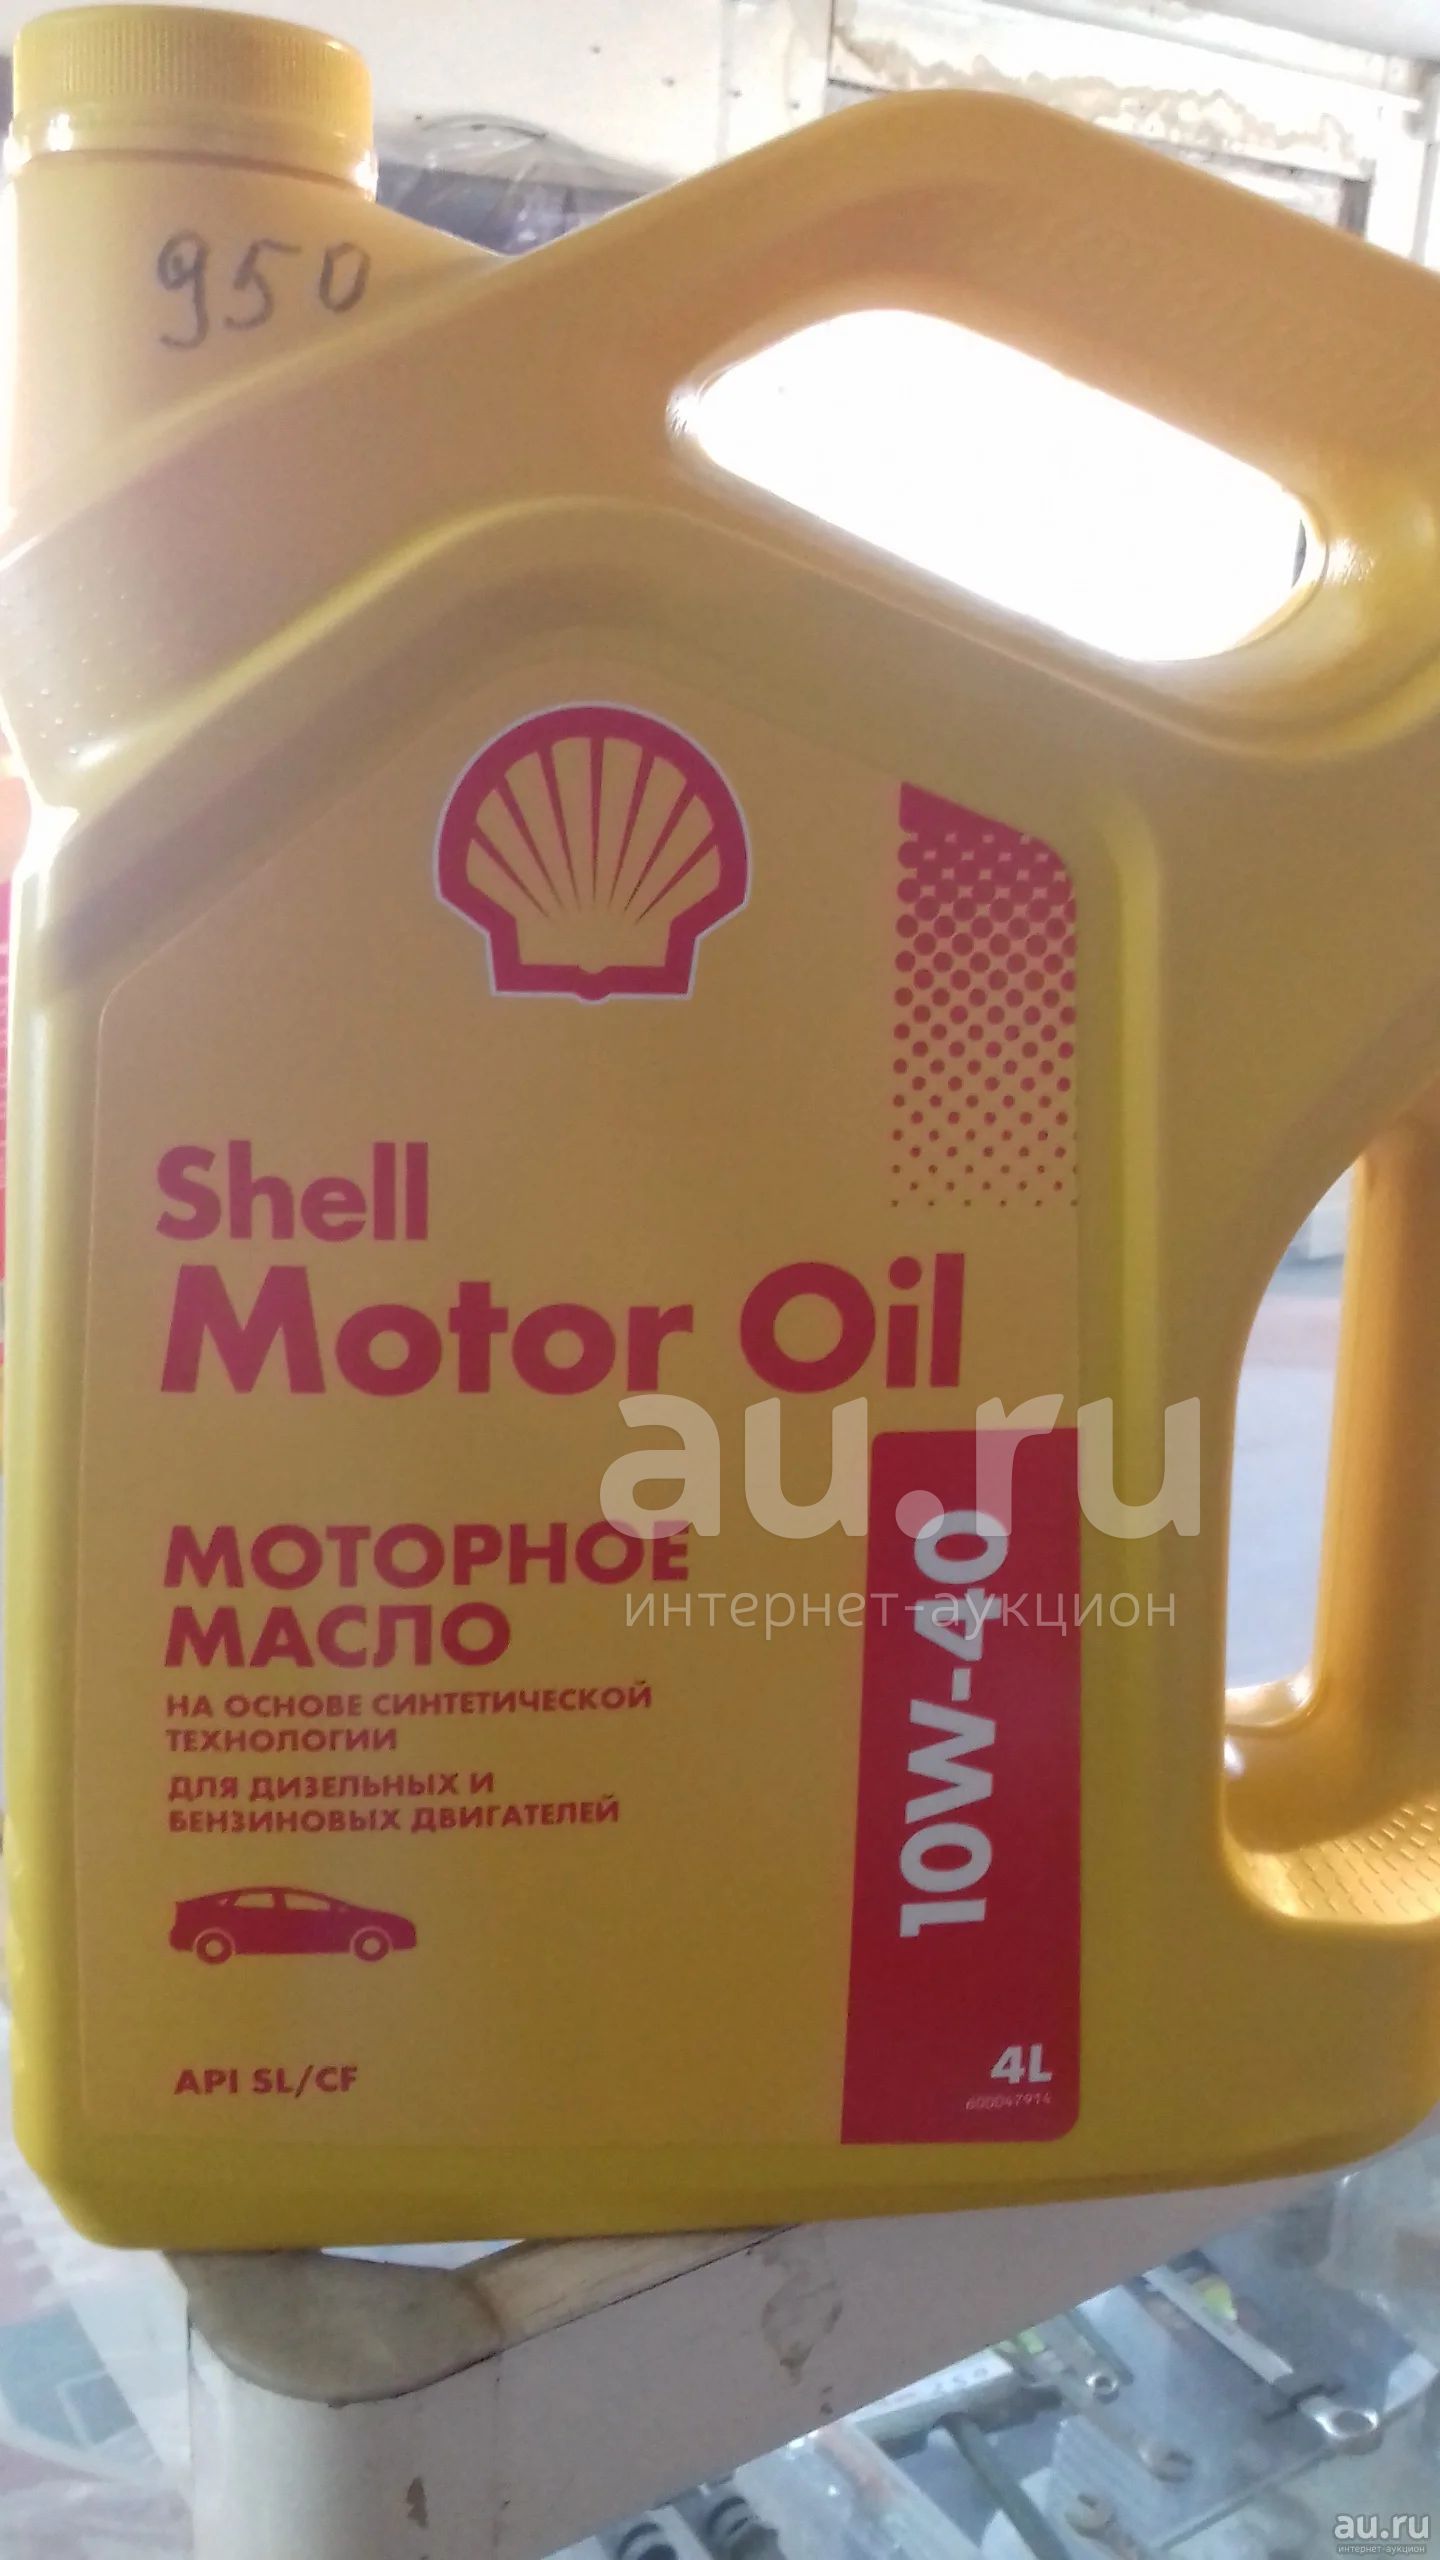 950
Shell
Motor Oil
au.ru
интернет-аукцион
МОТОРНОЕ
МАСЛО
НА ОСНОВЕ СИНТЕТИЧЕСКОЙ
ТЕХНОЛОГИИ
ДЛЯ ДИЗЕЛЬНЫХ И
БЕНЗИНОВЫХ ДВИГАТЕЛЕЙ
10W-40
API SL/CF
4L
600047914
au.ru
интернет-аукцион